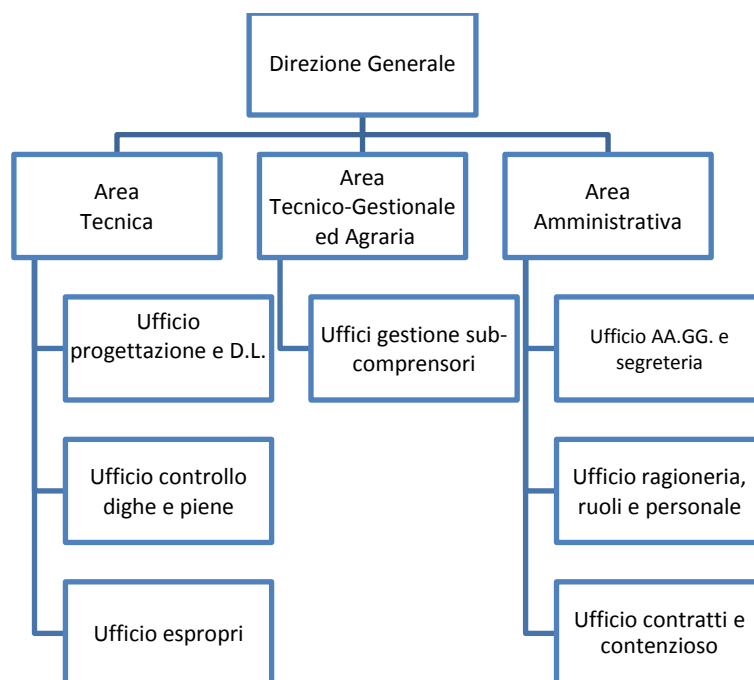 Direzione Generale
Area
Tecnica
Area
Tecnico-Gestionale
ed Agraria
Area
Amministrativa
Ufficio
progettazione e D.L.
Uffici gestione sub-
comprensori
Ufficio AA.GG. e
segreteria
Ufficio controllo
dighe e piene
Ufficio ragioneria,
ruoli e personale
Ufficio espropri
Ufficio contratti e
contenzioso